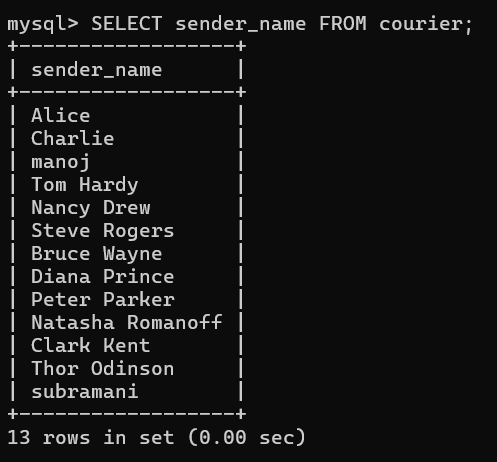 mysql> SELECT sender_name FROM courier;
+-----------------+
| sender_name      |
+-----------------+
| Alice            |
| Charlie          |
| manoj            |
| Tom Hardy        |
| Nancy Drew       |
| Steve Rogers     |
| Bruce Wayne      |
| Diana Prince     |
| Peter Parker     |
| Natasha Romanoff |
| Clark Kent       |
| Thor Odinson     |
| subramani        |
+-----------------+
13 rows in set (0.00 sec)